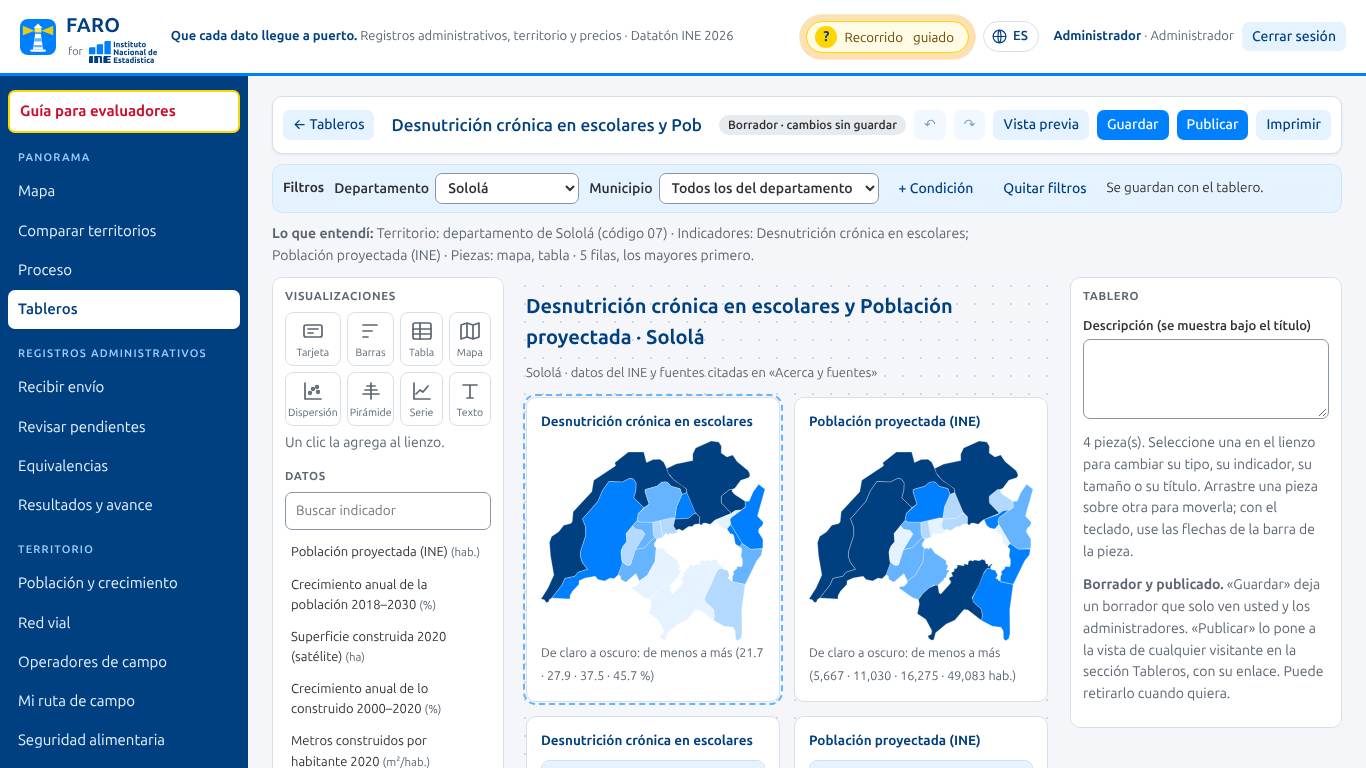 FARO
for Instituto Nacional de Estadística
Que cada dato llegue a puerto. Registros administrativos, territorio y precios · Datatón INE 2026
? Recorrido guiado
ES
Administrador · Administrador
Cerrar sesión
Guía para evaluadores
PANORAMA
Mapa
Comparar territorios
Proceso
Tableros
REGISTROS ADMINISTRATIVOS
Recibir envío
Revisar pendientes
Equivalencias
Resultados y avance
TERRITORIO
Población y crecimiento
Red vial
Operadores de campo
Mi ruta de campo
Seguridad alimentaria
← Tableros
Desnutrición crónica en escolares y Pob
Borrador · cambios sin guardar
↶
↷
Vista previa
Guardar
Publicar
Imprimir
Filtros
Departamento
Sololá
Municipio
Todos los del departamento
+ Condición
Quitar filtros
Se guardan con el tablero.
Lo que entendí: Territorio: departamento de Sololá (código 07) · Indicadores: Desnutrición crónica en escolares;
Población proyectada (INE) · Piezas: mapa, tabla · 5 filas, los mayores primero.
VISUALIZACIONES
Tarjeta
Barras
Tabla
Mapa
Dispersión
Pirámide
Serie
Texto
Un clic la agrega al lienzo.
DATOS
Buscar indicador
Población proyectada (INE) (hab.)
Crecimiento anual de la
población 2018–2030 (%)
Superficie construida 2020
(satélite) (ha)
Crecimiento anual de lo
construido 2000–2020 (%)
Metros construidos por
habitante 2020 (m²/hab.)
Desnutrición crónica en escolares y Población
proyectada · Sololá
Sololá · datos del INE y fuentes citadas en «Acerca y fuentes»
Desnutrición crónica en escolares
De claro a oscuro: de menos a más (21.7
· 27.9 · 37.5 · 45.7 %)
Población proyectada (INE)
De claro a oscuro: de menos a más
(5,667 · 11,030 · 16,275 · 49,083 hab.)
Desnutrición crónica en escolares
Población proyectada (INE)
TABLERO
Descripción (se muestra bajo el título)
4 pieza(s). Seleccione una en el lienzo
para cambiar su tipo, su indicador, su
tamaño o su título. Arrastre una pieza
sobre otra para moverla; con el
teclado, use las flechas de la barra de
la pieza.
Borrador y publicado. «Guardar» deja
un borrador que solo ven usted y los
administradores. «Publicar» lo pone a
la vista de cualquier visitante en la
sección Tableros, con su enlace. Puede
retirarlo cuando quiera.